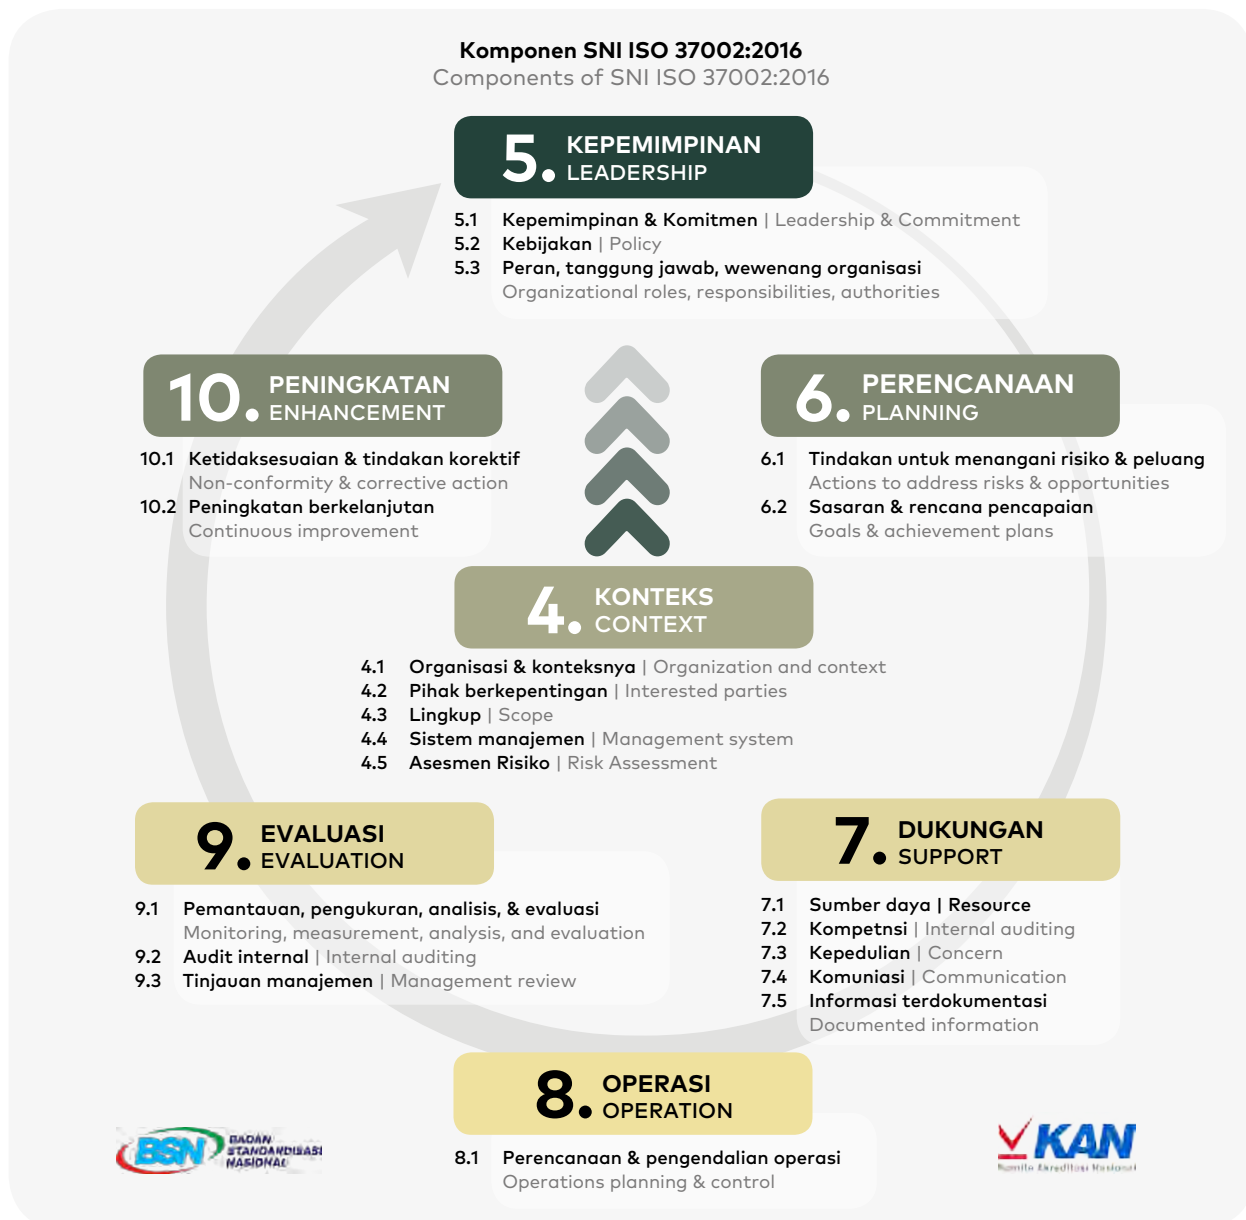 Komponen SNI ISO 37002:2016
Components of SNI ISO 37002:2016
5. KEPEMIMPINAN
LEADERSHIP
5.1 Kepemimpinan & Komitmen | Leadership & Commitment
5.2 Kebijakan | Policy
5.3 Peran, tanggung jawab, wewenang organisasi
Organizational roles, responsibilities, authorities
10. PENINGKATAN
ENHANCEMENT
10.1 Ketidaksesuaian & tindakan korektif
Non-conformity & corrective action
10.2 Peningkatan berkelanjutan
Continuous improvement
6. PERENCANAAN
PLANNING
6.1 Tindakan untuk menangani risiko & peluang
Actions to address risks & opportunities
6.2 Sasaran & rencana pencapaian
Goals & achievement plans
4. KONTEKS
CONTEXT
4.1 Organisasi & konteksnya | Organization and context
4.2 Pihak berkepentingan | Interested parties
4.3 Lingkup | Scope
4.4 Sistem manajemen | Management system
4.5 Asesmen Risiko | Risk Assessment
9. EVALUASI
EVALUATION
9.1 Pemantauan, pengukuran, analisis, & evaluasi
Monitoring, measurement, analysis, and evaluation
9.2 Audit internal | Internal auditing
9.3 Tinjauan manajemen | Management review
7. DUKUNGAN
SUPPORT
7.1 Sumber daya | Resource
7.2 Kompetnsi | Internal auditing
7.3 Kepedulian | Concern
7.4 Komuniasi | Communication
7.5 Informasi terdokumentasi
Documented information
8. OPERASI
OPERATION
8.1 Perencanaan & pengendalian operasi
Operations planning & control
BSN BADAN
STANDARDISASI
NASIONAL
KAN
Komite Akreditasi Nasional